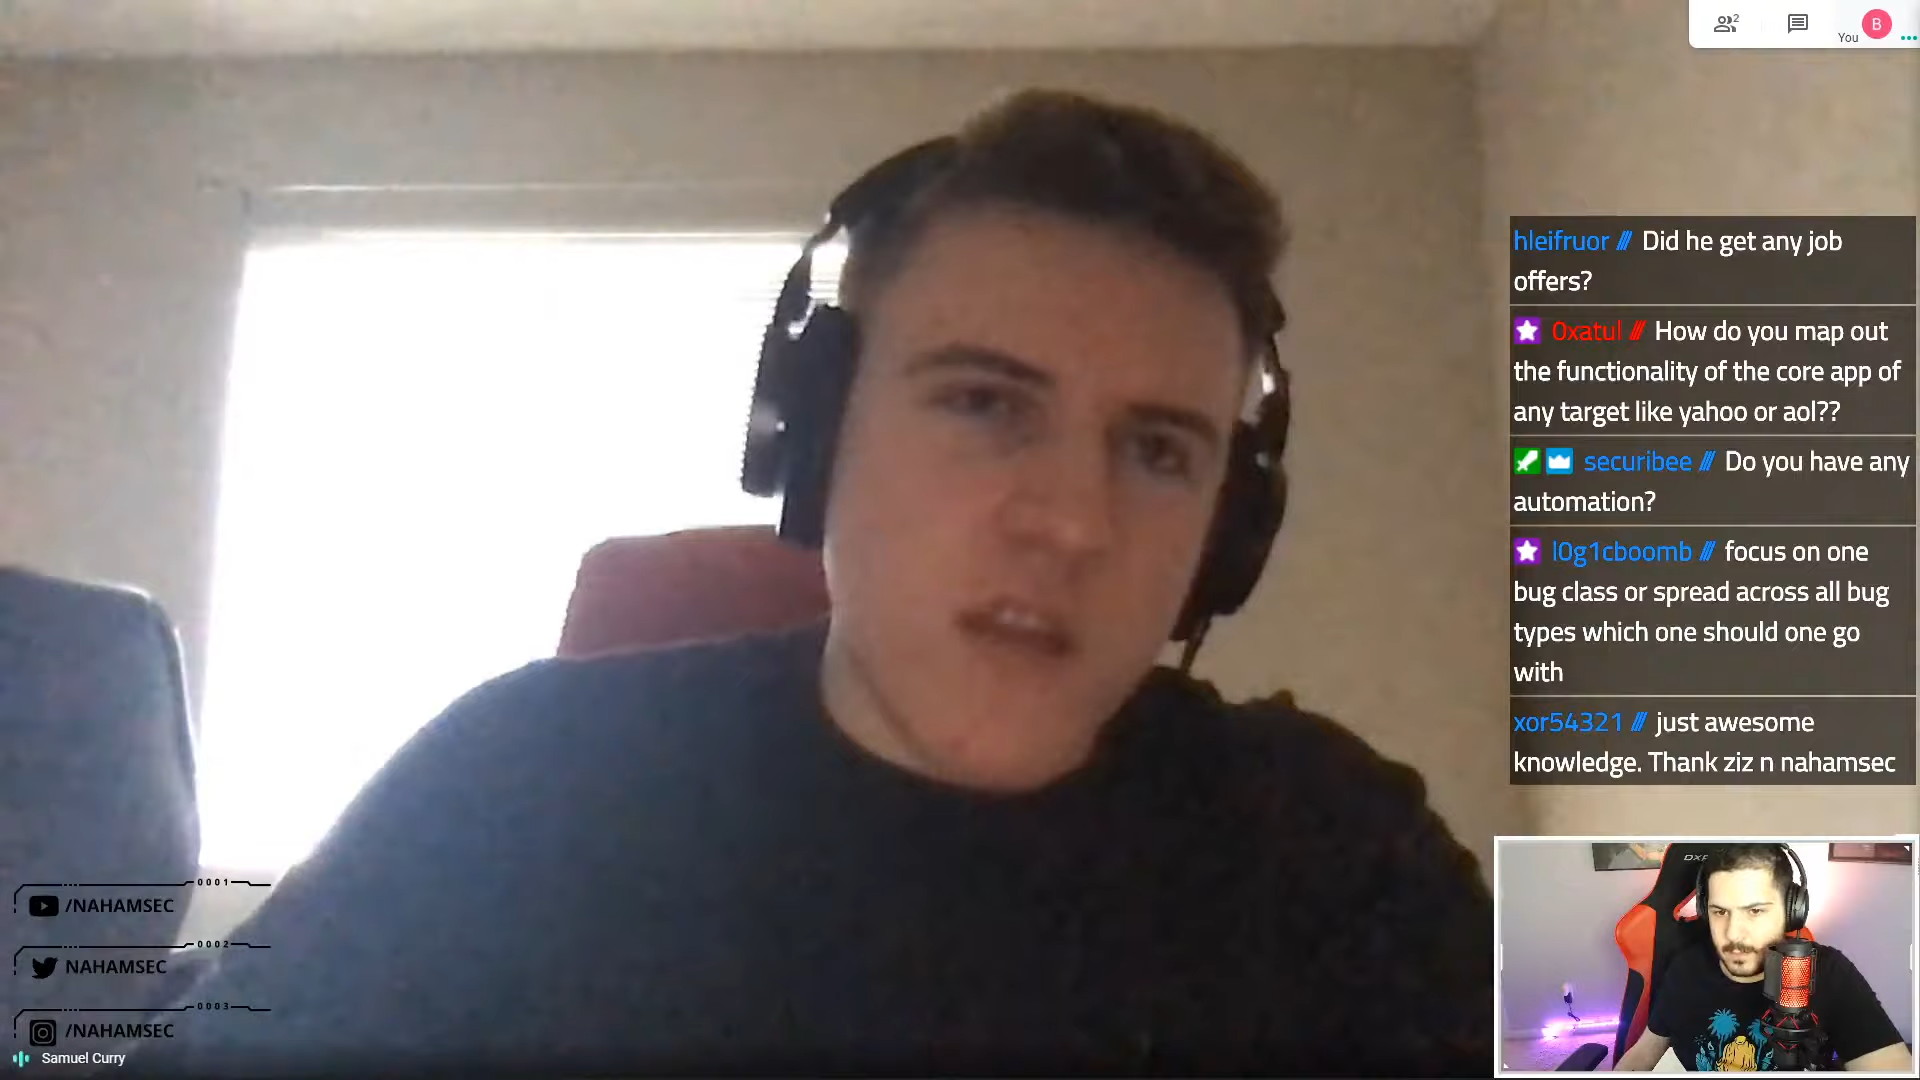 2
You
B
hleifruor /// Did he get any job
offers?
0xatul /// How do you map out
the functionality of the core app of
any target like yahoo or aol??
securibee /// Do you have any
automation?
l0g1cboomb /// focus on one
bug class or spread across all bug
types which one should one go
with
xor54321 /// just awesome
knowledge. Thank ziz n nahamsec
0001
/NAHAMSEC
0002
NAHAMSEC
0003
/NAHAMSEC
Samuel Curry